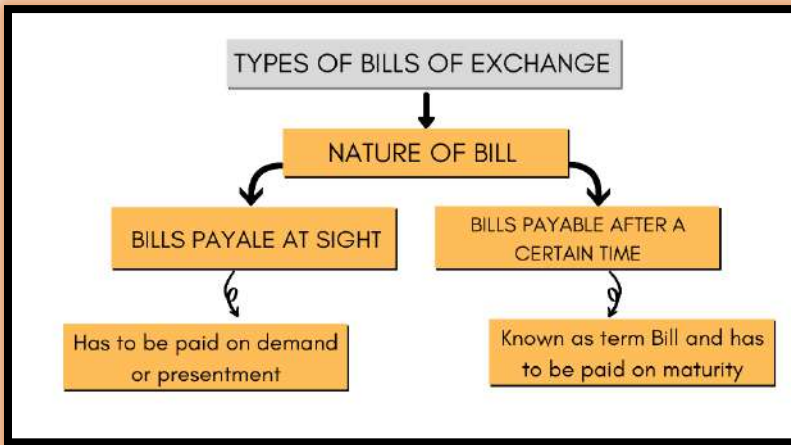 TYPES OF BILLS OF EXCHANGE
NATURE OF BILL
BILLS PAYALE AT SIGHT
BILLS PAYABLE AFTER A
CERTAIN TIME
Has to be paid on demand
or presentment
Known as term Bill and has
to be paid on maturity